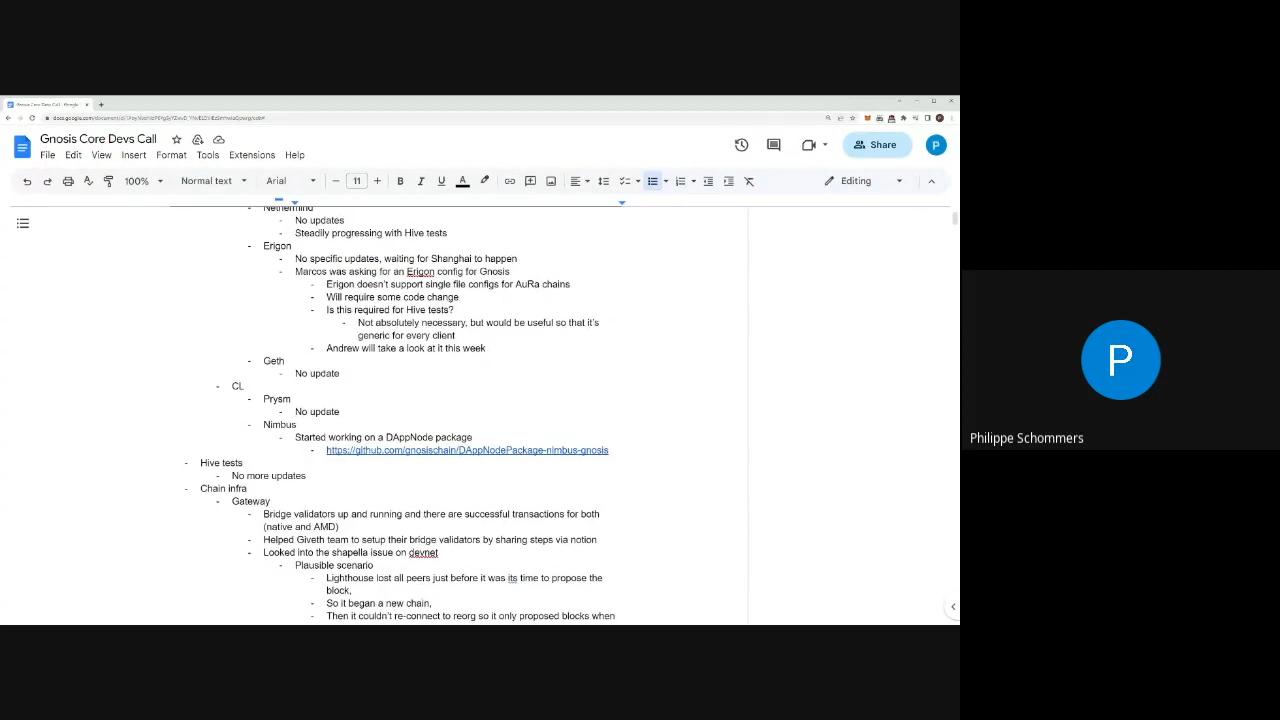 Gnosis Core Devs Call
File Edit View Insert Format Tools Extensions Help
Share
P
100% Normal text Arial 11 Editing
Nethermind
- No updates
- Steadily progressing with Hive tests
- Erigon
- No specific updates, waiting for Shanghai to happen
- Marcos was asking for an Erigon config for Gnosis
- Erigon doesn't support single file configs for AuRa chains
- Will require some code change
- Is this required for Hive tests?
- Not absolutely necessary, but would be useful so that it's
generic for every client
- Andrew will take a look at it this week
- Geth
- No update
- CL
- Prysm
- No update
- Nimbus
- Started working on a DAppNode package
- https://github.com/gnosischain/DAppNodePackage-nimbus-gnosis
- Hive tests
- No more updates
- Chain infra
- Gateway
- Bridge validators up and running and there are successful transactions for both
(native and AMD)
- Helped Giveth team to setup their bridge validators by sharing steps via notion
- Looked into the shapella issue on devnet
- Plausible scenario
- Lighthouse lost all peers just before it was its time to propose the
block,
- So it began a new chain,
- Then it couldn't re-connect to reorg so it only proposed blocks when
P
Philippe Schommers